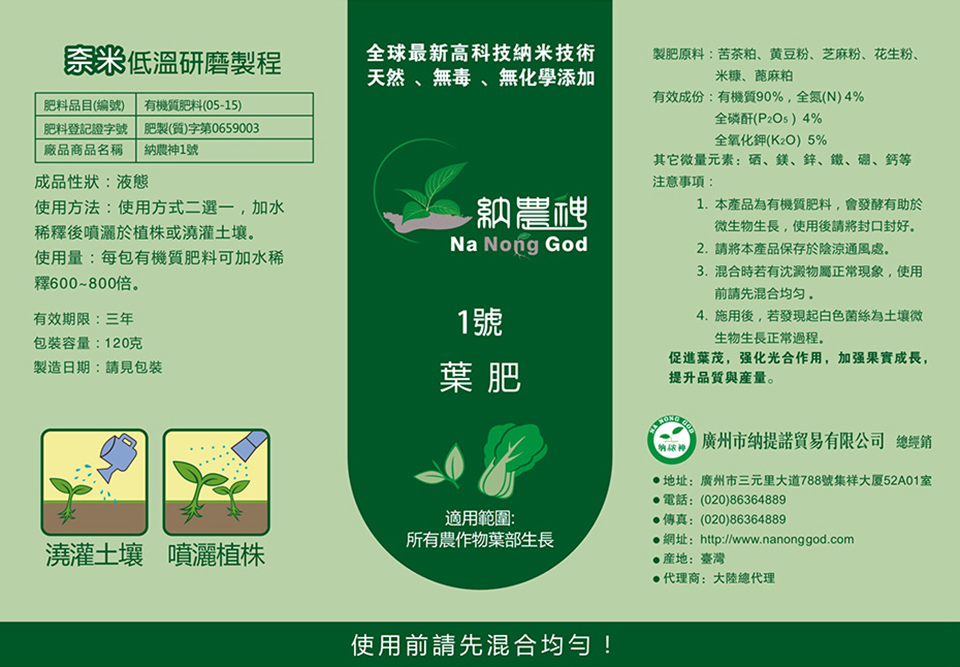 奈米低溫研磨製程
肥料品目(編號) 有機質肥料(05-15)
肥料登記證字號 肥製(質)字第0659003
廠品商品名稱 納農神1號
成品性狀：液態
使用方法：使用方式二選一，加水
稀釋後噴灑於植株或澆灌土壤。
使用量：每包有機質肥料可加水稀
釋600~800倍。
有效期限：三年
包裝容量：120克
製造日期：請見包裝
澆灌土壤 噴灑植株
全球最新高科技納米技術
天然 、無毒 、無化學添加
納農神
Na Nong God
1號
葉肥
適用範圍:
所有農作物葉部生長
製肥原料：苦茶粕、黄豆粉、芝麻粉、花生粉、
米糠、蓖麻粕
有效成份：有機質90%，全氮(N) 4%
全磷酐(P₂O₅) 4%
全氧化鉀(K₂O) 5%
其它微量元素：硒、鎂、鋅、鐵、硼、鈣等
注意事項：
1. 本產品為有機質肥料，會發酵有助於
微生物生長，使用後請將封口封好。
2. 請將本產品保存於陰涼通風處。
3. 混合時若有沈澱物屬正常現象，使用
前請先混合均勻。
4. 施用後，若發現起白色菌絲為土壤微
生物生長正常過程。
促進葉茂，强化光合作用，加强果實成長，
提升品質與產量。
NA NONG GOD
納農神
廣州市納提諾貿易有限公司 總經銷
●地址：廣州市三元里大道788號集祥大厦52A01室
●電話：(020)86364889
●傳真：(020)86364889
●網址：http://www.nanonggod.com
●産地：臺灣
●代理商：大陸總代理
使用前請先混合均勻！